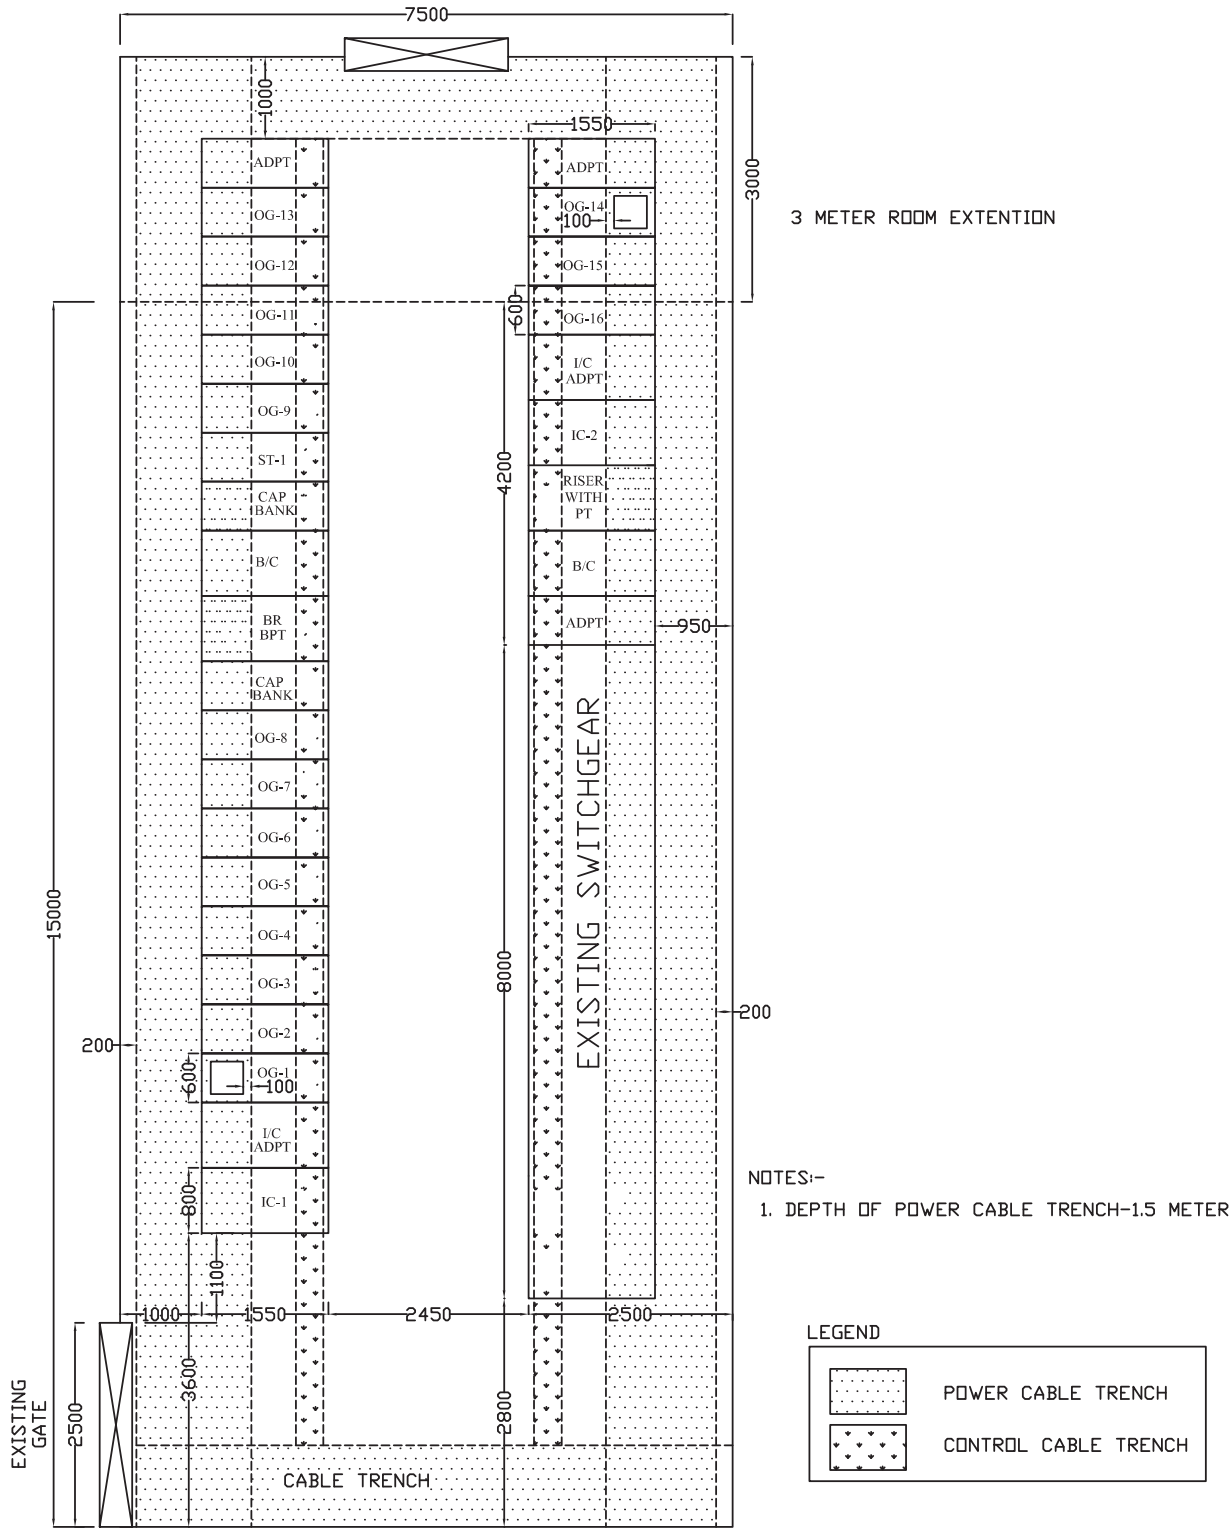 7500
1000
1550
3000
3 METER ROOM EXTENTION
ADPT
OG-13
OG-12
OG-11
OG-10
OG-9
ST-1
CAP
BANK
B/C
BR
BPT
CAP
BANK
OG-8
OG-7
OG-6
OG-5
OG-4
OG-3
OG-2
OG-1
100
I/C
ADPT
IC-1
ADPT
OG-14
100
OG-15
OG-16
600
I/C
ADPT
IC-2
RISER
WITH
PT
B/C
ADPT
950
4200
8000
EXISTING SWITCHGEAR
15000
200
200
600
800
1100
1000
1550
2450
2500
3600
2800
2500
EXISTING
GATE
CABLE TRENCH
NOTES:-
1. DEPTH OF POWER CABLE TRENCH-1.5 METER
LEGEND
POWER CABLE TRENCH
CONTROL CABLE TRENCH